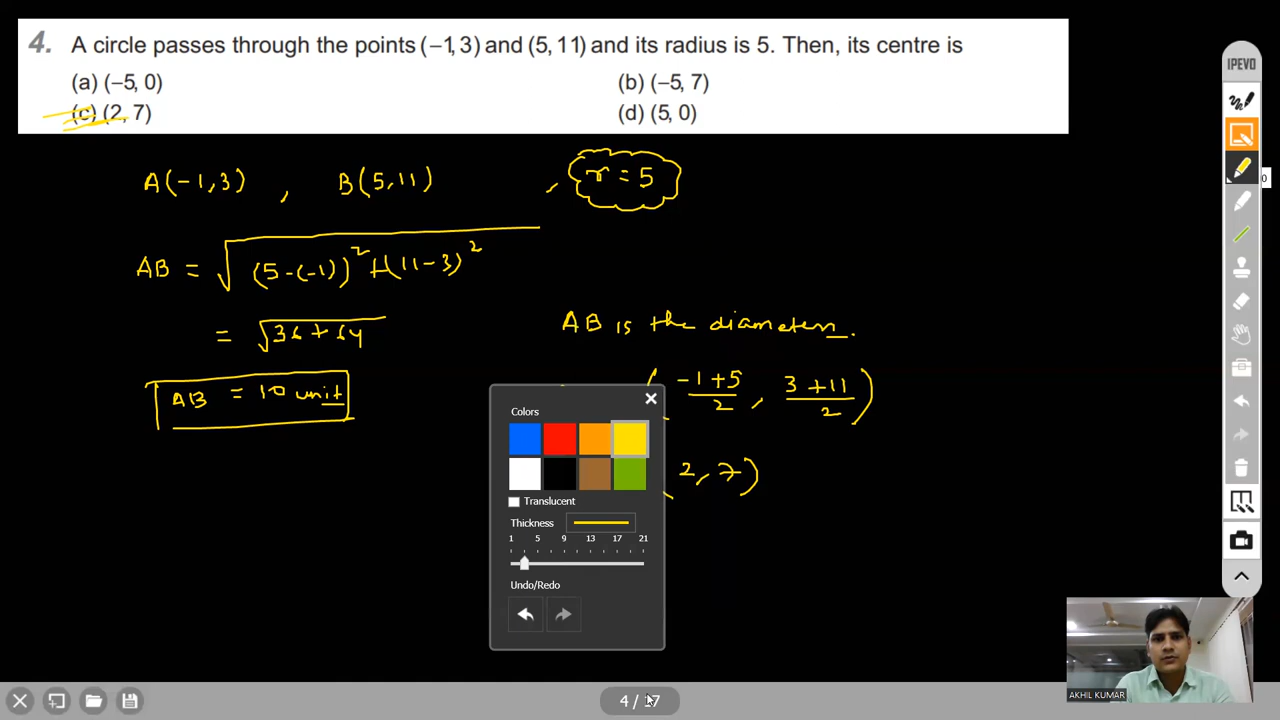 4. A circle passes through the points (−1, 3) and (5, 11) and its radius is 5. Then, its centre is
(a) (−5, 0) (b) (−5, 7)
(c) (2, 7) (d) (5, 0)
A(-1,3) , B(5,11) , r = 5
AB = √(5-(-1))² + (11-3)²
= √36 + 64
AB is the diameter.
AB = 10 unit
( -1+5/2 , 3+11/2 )
(2, 7)
Colors
Translucent
Thickness
1 5 9 13 17 21
Undo/Redo
4 / 17
IPEVO
0
AKHIL KUMAR